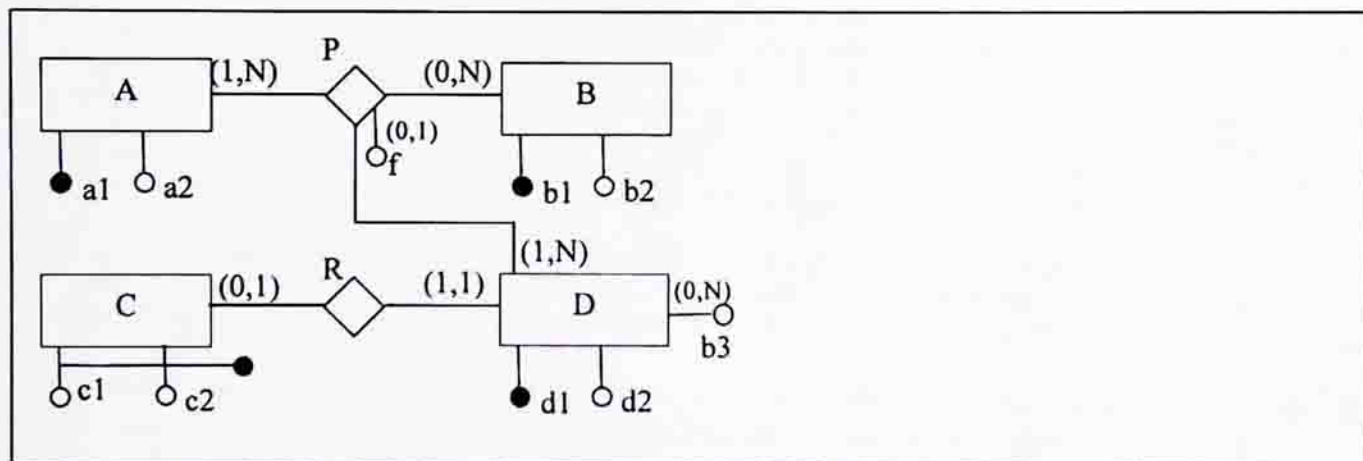 P
A (1,N) (0,N) B
(0,1)
f
a1 a2 b1 b2
(1,N)
R
C (0,1) (1,1) D (0,N)
b3
c1 c2 d1 d2